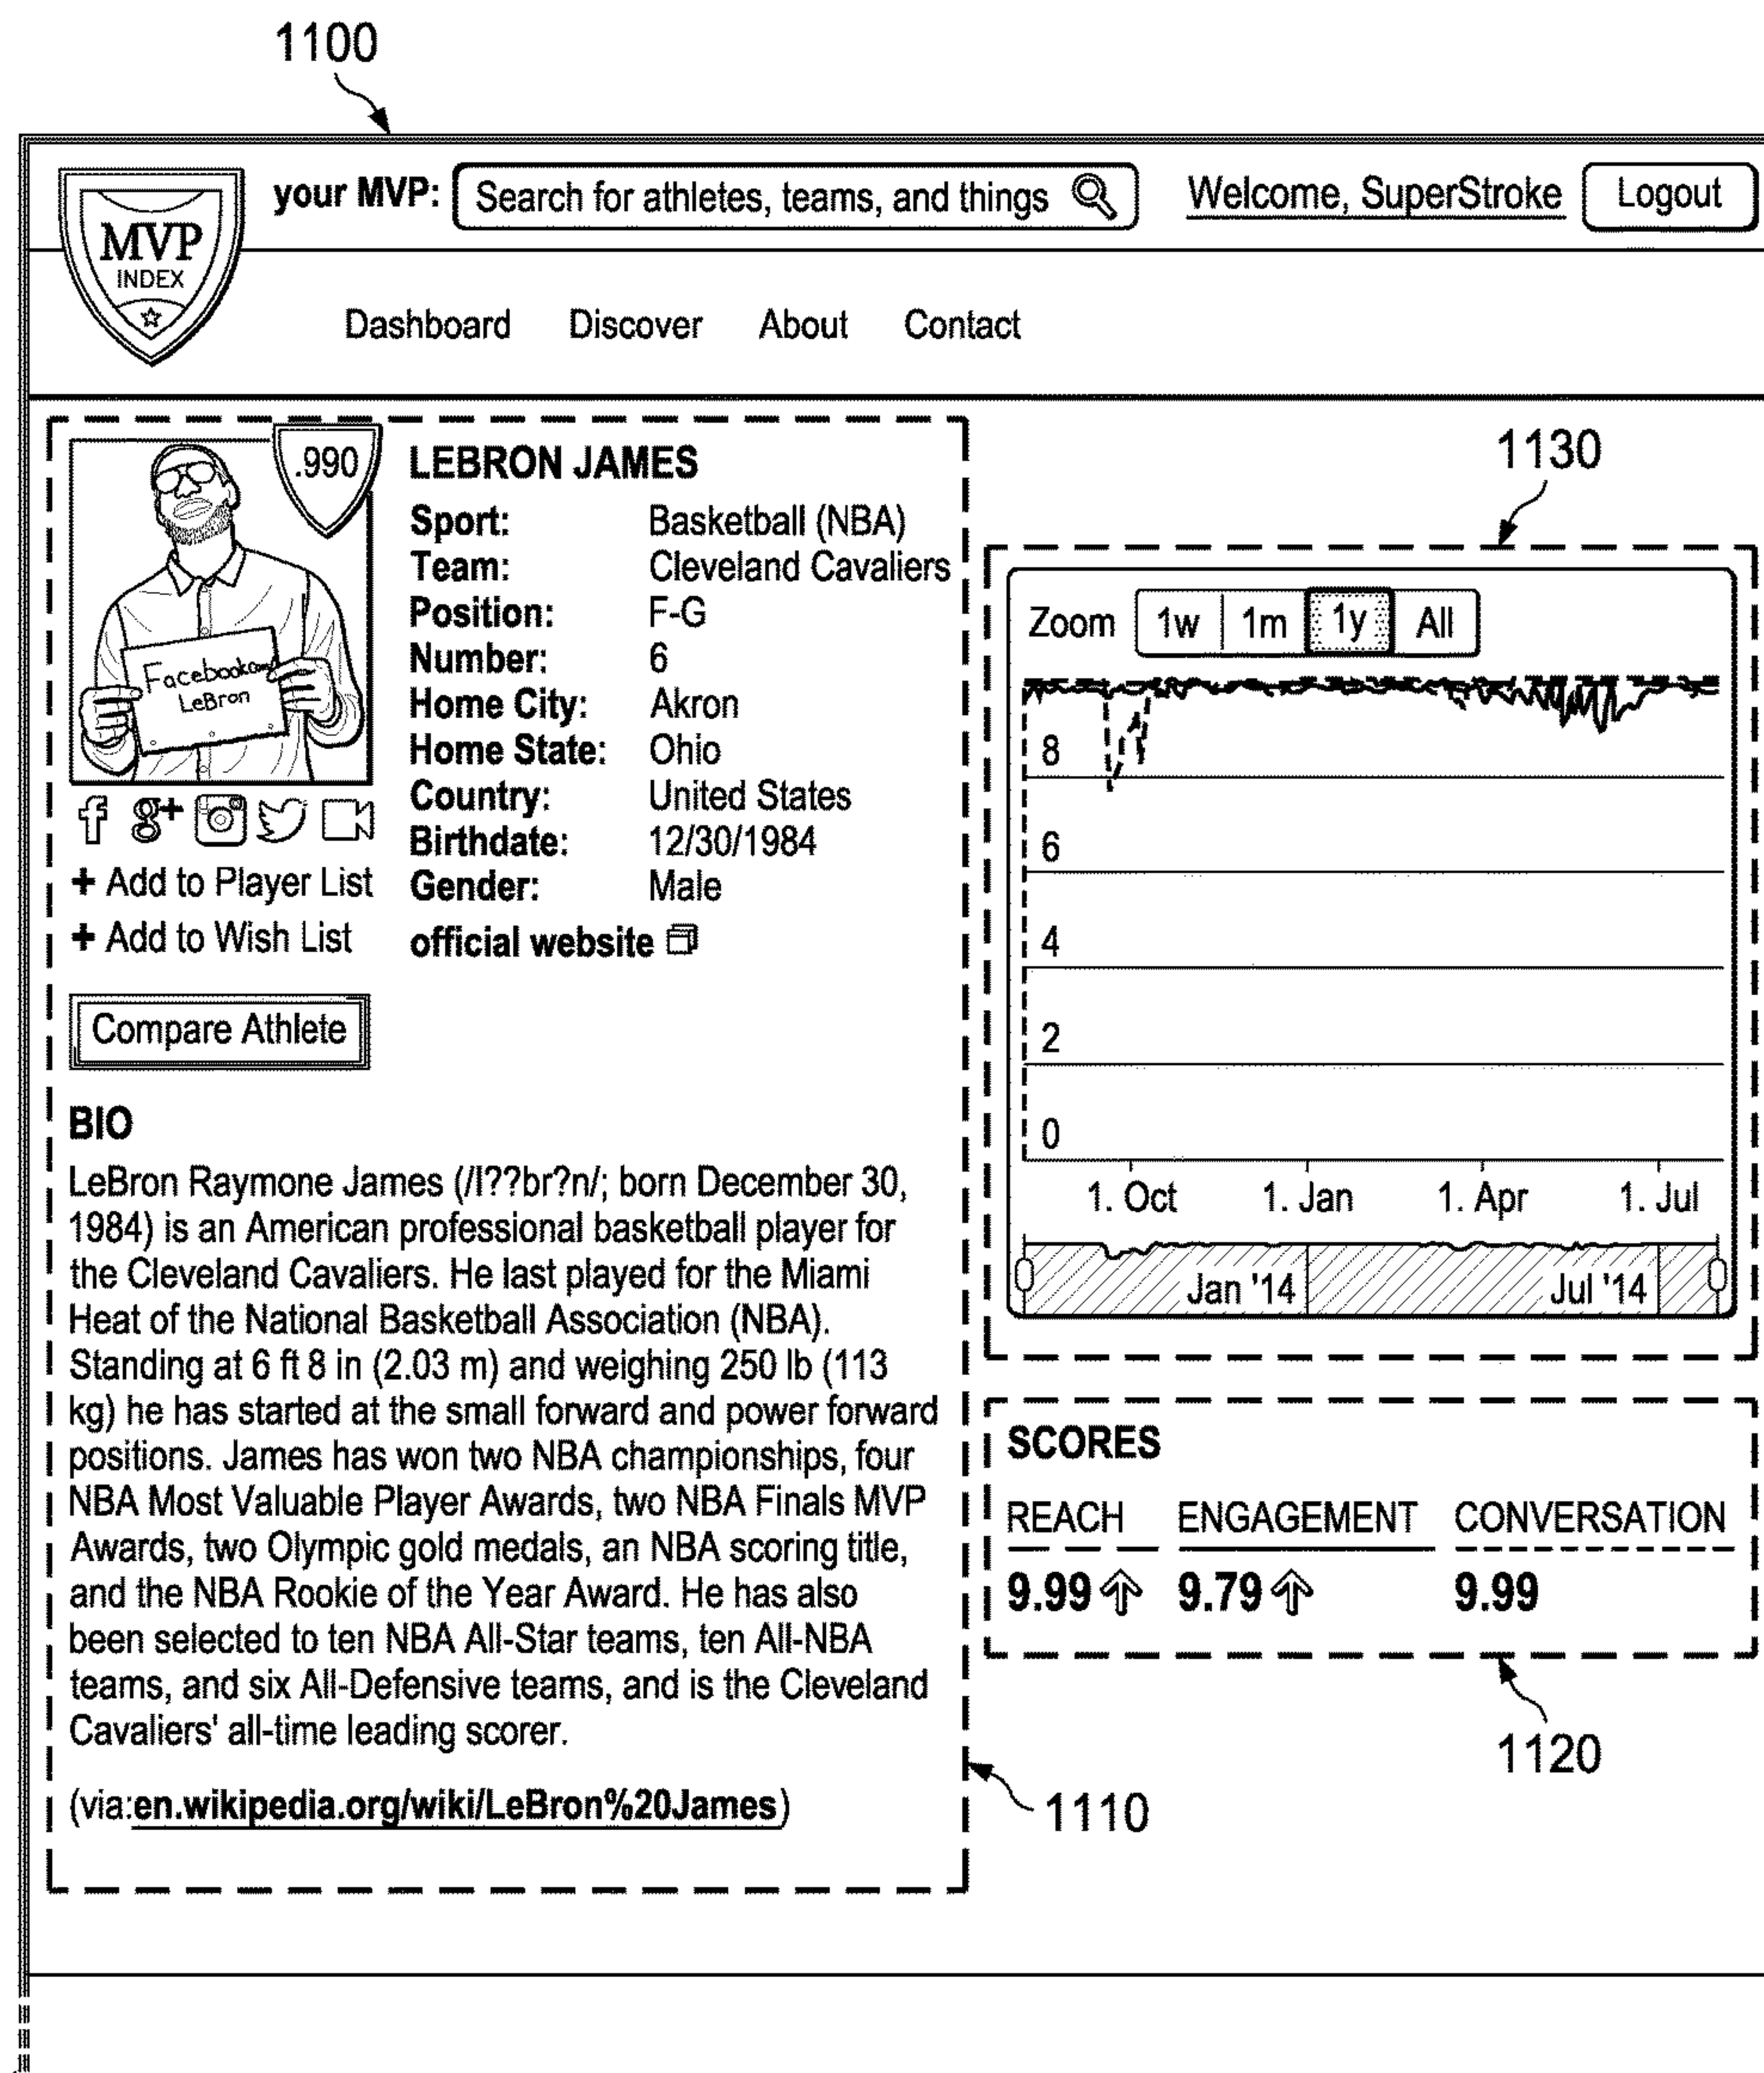 1100
MVP
INDEX
your MVP:
Search for athletes, teams, and things
Welcome, SuperStroke
Logout
Dashboard Discover About Contact
.990
Facebook.com/
LeBron
LEBRON JAMES
Sport: Basketball (NBA)
Team: Cleveland Cavaliers
Position: F-G
Number: 6
Home City: Akron
Home State: Ohio
Country: United States
Birthdate: 12/30/1984
Gender: Male
official website
f g+
+ Add to Player List
+ Add to Wish List
Compare Athlete
BIO
LeBron Raymone James (/l??br?n/; born December 30,
1984) is an American professional basketball player for
the Cleveland Cavaliers. He last played for the Miami
Heat of the National Basketball Association (NBA).
Standing at 6 ft 8 in (2.03 m) and weighing 250 lb (113
kg) he has started at the small forward and power forward
positions. James has won two NBA championships, four
NBA Most Valuable Player Awards, two NBA Finals MVP
Awards, two Olympic gold medals, an NBA scoring title,
and the NBA Rookie of the Year Award. He has also
been selected to ten NBA All-Star teams, ten All-NBA
teams, and six All-Defensive teams, and is the Cleveland
Cavaliers' all-time leading scorer.
(via:en.wikipedia.org/wiki/LeBron%20James)
1110
1130
Zoom 1w 1m 1y All
8
6
4
2
0
1. Oct 1. Jan 1. Apr 1. Jul
Jan '14 Jul '14
SCORES
REACH ENGAGEMENT CONVERSATION
9.99 9.79 9.99
1120